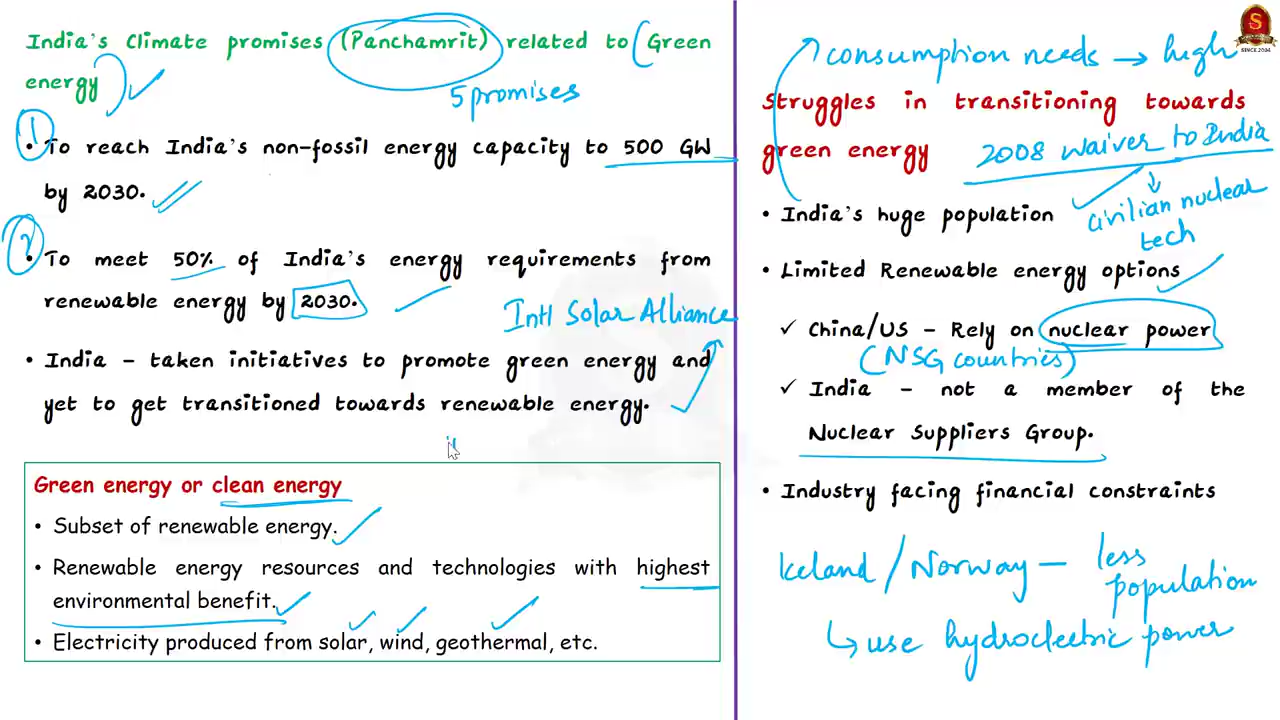 India's Climate promises (Panchamrit) related to Green
energy
5 promises
1
• To reach India's non-fossil energy capacity to 500 GW
by 2030.
2
• To meet 50% of India's energy requirements from
renewable energy by 2030.
Intl Solar Alliance
• India - taken initiatives to promote green energy and
yet to get transitioned towards renewable energy.
Green energy or clean energy
• Subset of renewable energy.
• Renewable energy resources and technologies with highest
environmental benefit.
• Electricity produced from solar, wind, geothermal, etc.
S
SINCE 2004
consumption needs → high
Struggles in transitioning towards
green energy
2008 waiver to India
civilian nuclear
tech
• India's huge population
• Limited Renewable energy options
✓ China/US - Rely on nuclear power
(NSG countries)
✓ India - not a member of the
Nuclear Suppliers Group.
• Industry facing financial constraints
Iceland / Norway — less
population
↳ use hydroelectric power